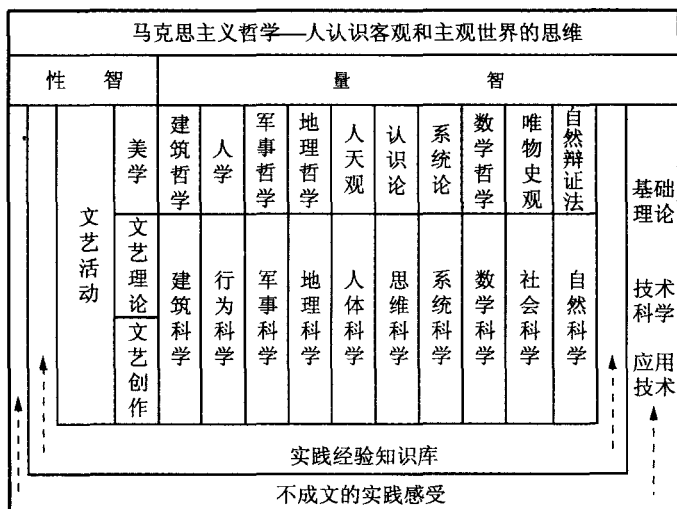 马克思主义哲学—人认识客观和主观世界的思维
性 智
量 智
文艺活动
美学
建筑哲学
人学
军事哲学
地理哲学
人天观
认识论
系统论
数学哲学
唯物史观
自然辩证法
文艺理论
文艺创作
建筑科学
行为科学
军事科学
地理科学
人体科学
思维科学
系统科学
数学科学
社会科学
自然科学
基础
理论
技术
科学
应用
技术
实践经验知识库
不成文的实践感受